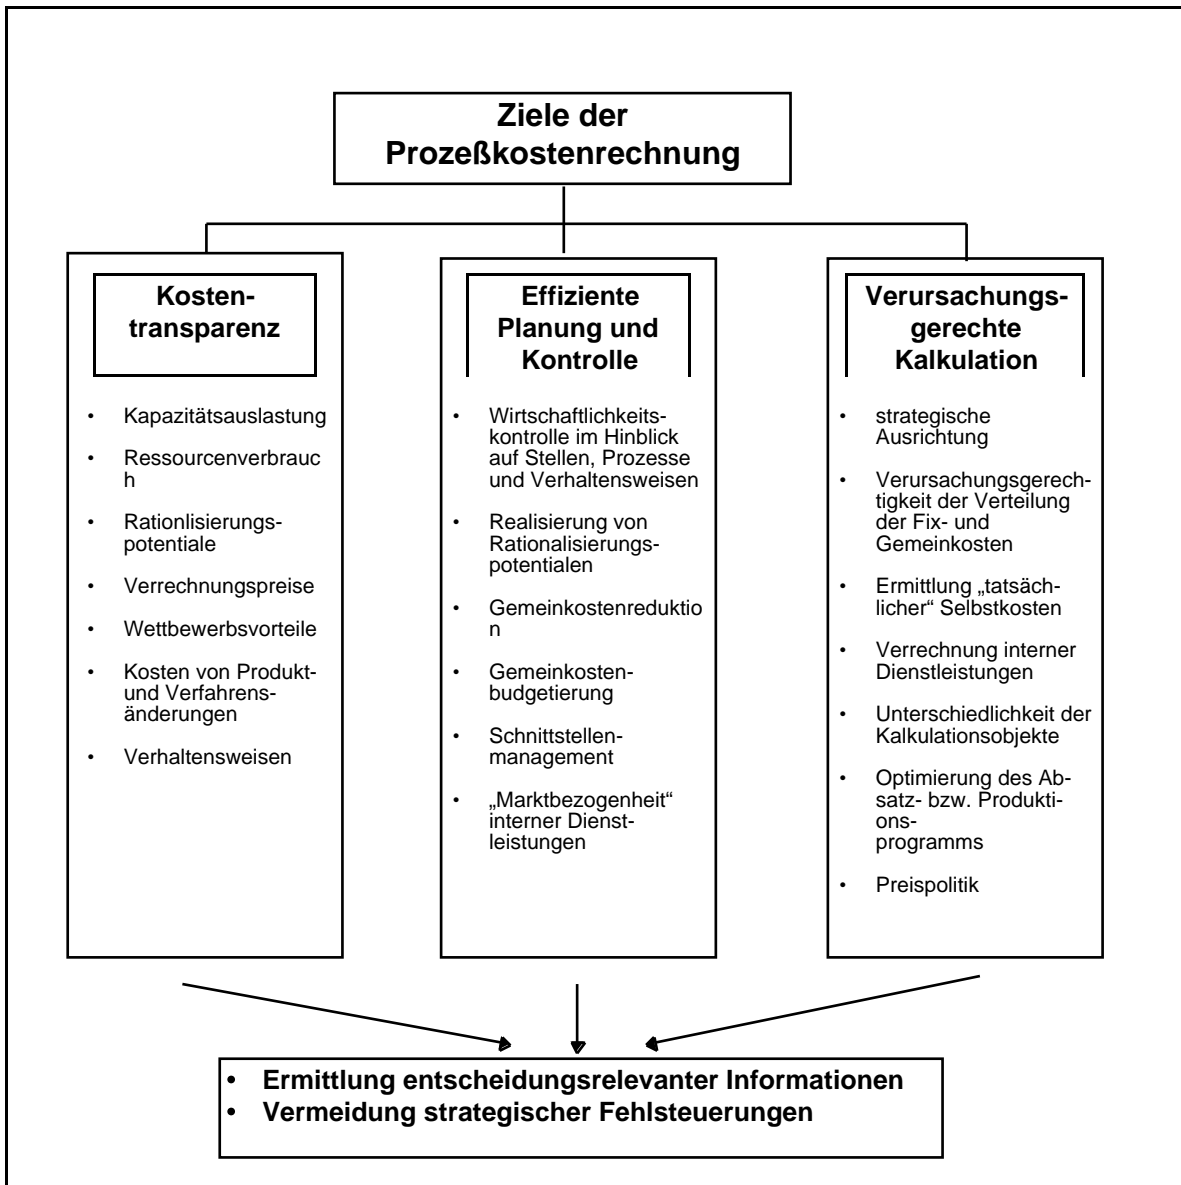 Ziele der
Prozeßkostenrechnung
Kosten-
transparenz
• Kapazitätsauslastung
• Ressourcenverbrauc
h
• Rationlisierungs-
potentiale
• Verrechnungspreise
• Wettbewerbsvorteile
• Kosten von Produkt-
und Verfahrens-
änderungen
• Verhaltensweisen
Effiziente
Planung und
Kontrolle
• Wirtschaftlichkeits-
kontrolle im Hinblick
auf Stellen, Prozesse
und Verhaltensweisen
• Realisierung von
Rationalisierungs-
potentialen
• Gemeinkostenreduktio
n
• Gemeinkosten-
budgetierung
• Schnittstellen-
management
• „Marktbezogenheit“
interner Dienst-
leistungen
Verursachungs-
gerechte
Kalkulation
• strategische
Ausrichtung
• Verursachungsgerech-
tigkeit der Verteilung
der Fix- und
Gemeinkosten
• Ermittlung „tatsäch-
licher“ Selbstkosten
• Verrechnung interner
Dienstleistungen
• Unterschiedlichkeit der
Kalkulationsobjekte
• Optimierung des Ab-
satz- bzw. Produkti-
ons-
programms
• Preispolitik
• Ermittlung entscheidungsrelevanter Informationen
• Vermeidung strategischer Fehlsteuerungen